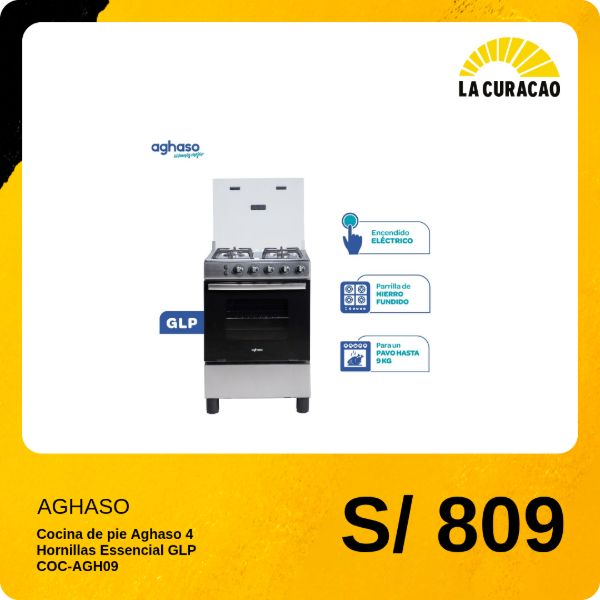 LA CURACAO
aghaso
Encendido
ELÉCTRICO
Parrilla de
HIERRO
FUNDIDO
GLP
Para un
PAVO HASTA
9 KG
aghaso
AGHASO
Cocina de pie Aghaso 4
Hornillas Essencial GLP
COC-AGH09
S/ 809